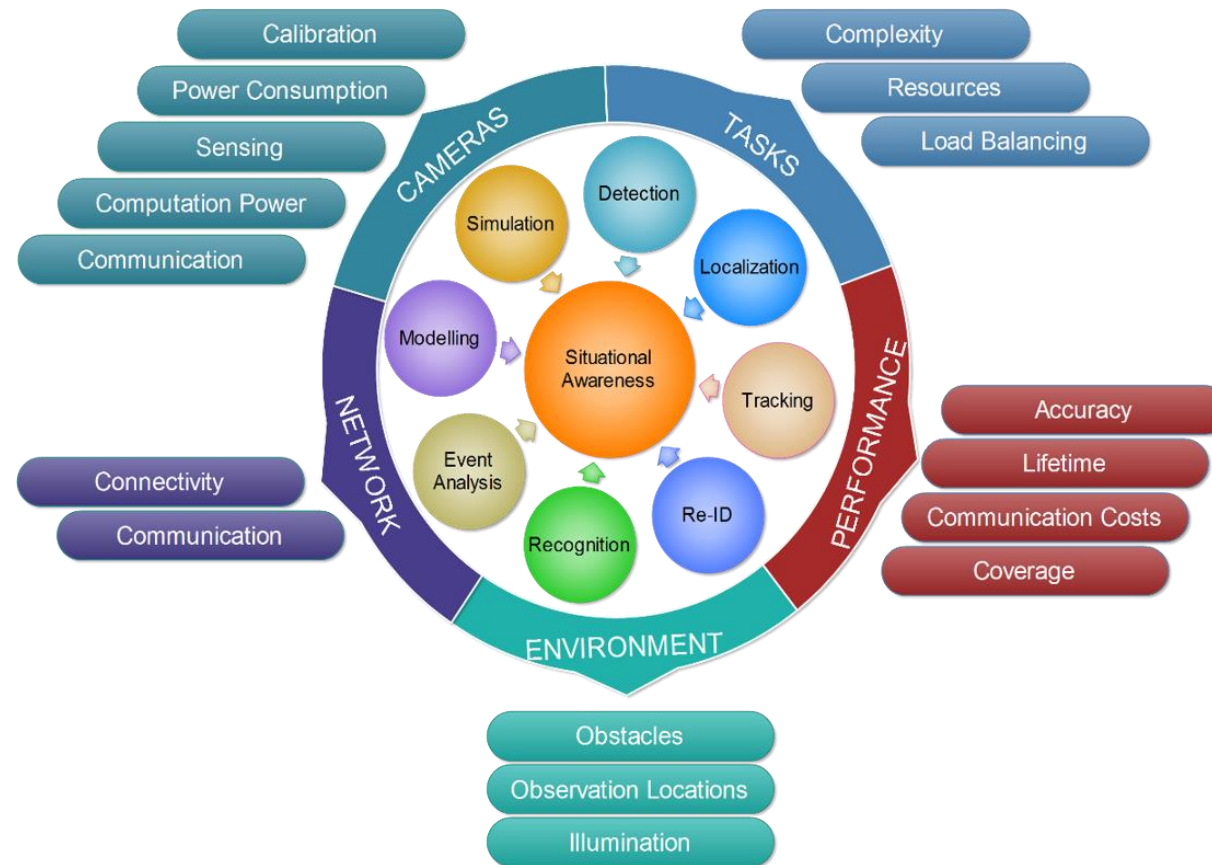 Calibration
Power Consumption
Sensing
Computation Power
Communication
CAMERAS
Complexity
Resources
Load Balancing
TASKS
Detection
Simulation
Localization
Modelling
Situational
Awareness
Tracking
Event
Analysis
Re-ID
Recognition
NETWORK
Connectivity
Communication
PERFORMANCE
Accuracy
Lifetime
Communication Costs
Coverage
ENVIRONMENT
Obstacles
Observation Locations
Illumination